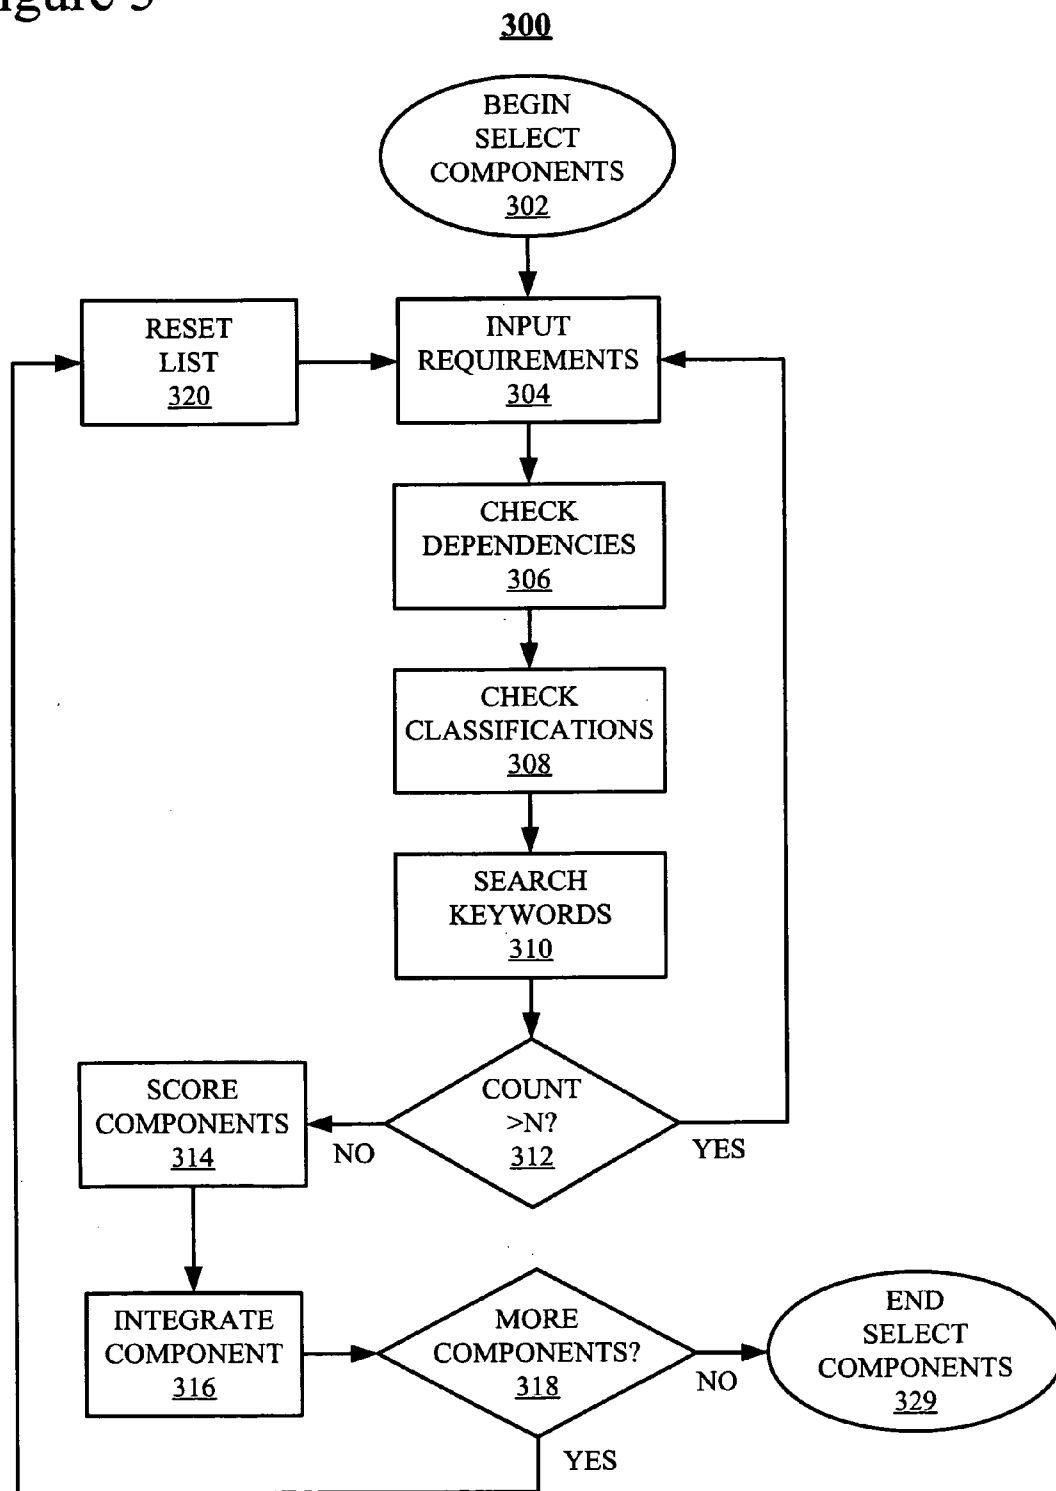 300
BEGIN
SELECT
COMPONENTS
302
RESET
LIST
320
INPUT
REQUIREMENTS
304
CHECK
DEPENDENCIES
306
CHECK
CLASSIFICATIONS
308
SEARCH
KEYWORDS
310
COUNT
>N?
312
YES
NO
SCORE
COMPONENTS
314
INTEGRATE
COMPONENT
316
MORE
COMPONENTS?
318
NO
YES
END
SELECT
COMPONENTS
329